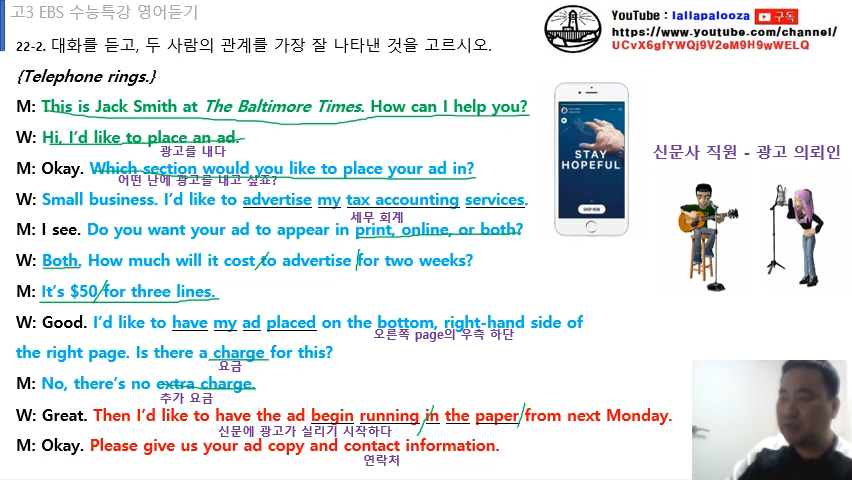 고3 EBS 수능특강 영어듣기
YouTube : lallapalooza 구독
https://www.youtube.com/channel/
UCvX6gfYWQj9V2eM9H9wWELQ
22-2. 대화를 듣고, 두 사람의 관계를 가장 잘 나타낸 것을 고르시오.
{Telephone rings.}
M: This is Jack Smith at The Baltimore Times. How can I help you?
W: Hi, I'd like to place an ad.
광고를 내다
M: Okay. Which section would you like to place your ad in?
어떤 난에 광고를 내고 싶죠?
W: Small business. I'd like to advertise my tax accounting services.
세무 회계
M: I see. Do you want your ad to appear in print, online, or both?
W: Both. How much will it cost to advertise for two weeks?
M: It's $50 for three lines.
W: Good. I'd like to have my ad placed on the bottom, right-hand side of
오른쪽 page의 우측 하단
the right page. Is there a charge for this?
요금
M: No, there's no extra charge.
추가 요금
W: Great. Then I'd like to have the ad begin running in the paper from next Monday.
신문에 광고가 실리기 시작하다
M: Okay. Please give us your ad copy and contact information.
연락처
STAY
HOPEFUL
SHOP NOW
신문사 직원 - 광고 의뢰인